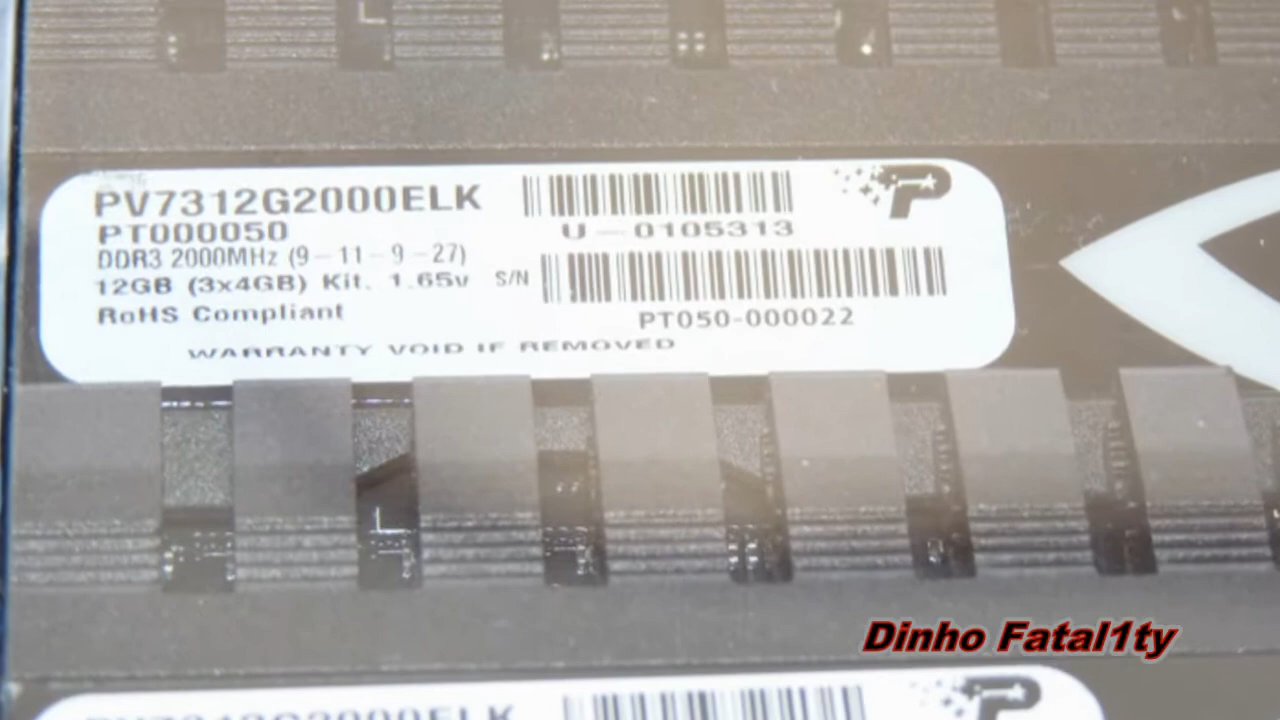 PV7312G2000ELK
PT000050
DDR3 2000MHz (9-11-9-27)
12GB (3x4GB) Kit. 1.65v
RoHS Compliant
WARRANTY VOID IF REMOVED
P
U-0105313
S/N
PT050-000022
Dinho Fatal1ty
PV7312G2000ELK
P